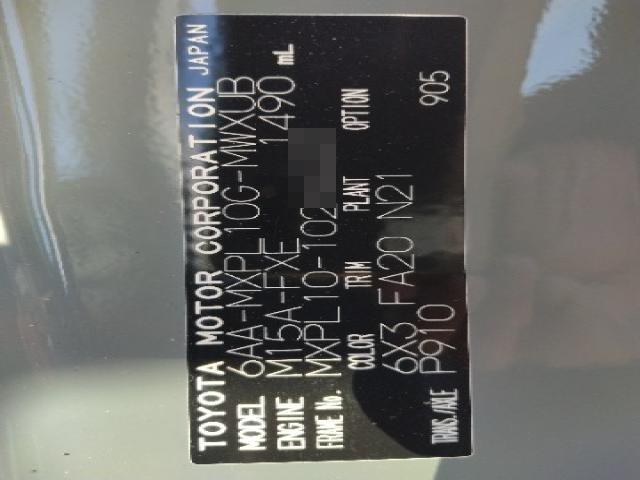 TOYOTA MOTOR CORPORATION JAPAN
MODEL 6AA-MXPL10G-MWXUB
ENGINE M15A-FXE 1490 mL
FRAME No. MXPL10-102
COLOR TRIM PLANT OPTION
6X3 FA20 N21
TRANS./AXLE P910 905